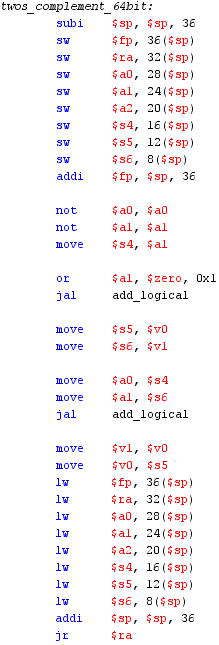 twos_complement_64bit:
subi $sp, $sp, 36
sw $fp, 36($sp)
sw $ra, 32($sp)
sw $a0, 28($sp)
sw $a1, 24($sp)
sw $a2, 20($sp)
sw $s4, 16($sp)
sw $s5, 12($sp)
sw $s6, 8($sp)
addi $fp, $sp, 36
not $a0, $a0
not $a1, $a1
move $s4, $a1
or $a1, $zero, 0x1
jal add_logical
move $s5, $v0
move $s6, $v1
move $a0, $s4
move $a1, $s6
jal add_logical
move $v1, $v0
move $v0, $s5
lw $fp, 36($sp)
lw $ra, 32($sp)
lw $a0, 28($sp)
lw $a1, 24($sp)
lw $a2, 20($sp)
lw $s4, 16($sp)
lw $s5, 12($sp)
lw $s6, 8($sp)
addi $sp, $sp, 36
jr $ra